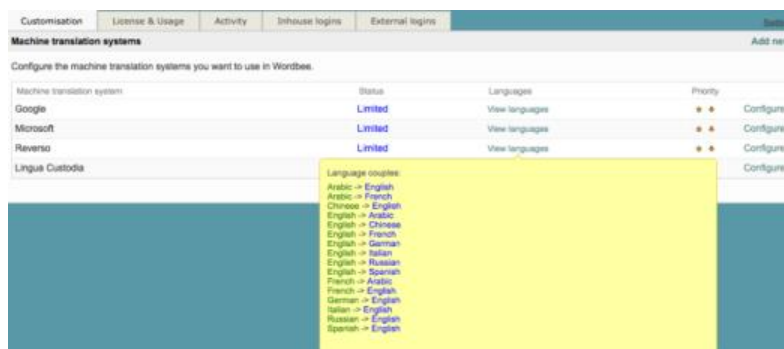 Customisation License & Usage Activity Inhouse logins External logins
Machine translation systems Add ne
Configure the machine translation systems you want to use in Wordbee.
Machine translation system Status Languages Priority
Google Limited View languages Configure
Microsoft Limited View languages Configure
Reverso Limited View languages Configure
Lingua Custodia Configure
Language couples:
Arabic -> English
Arabic -> French
Chinese -> English
English -> Arabic
English -> Chinese
English -> French
English -> German
English -> Italian
English -> Russian
English -> Spanish
French -> Arabic
French -> English
German -> English
Italian -> English
Russian -> English
Spanish -> English